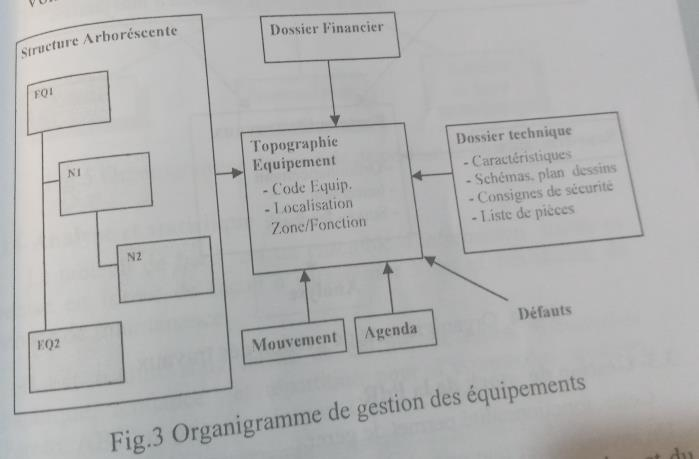 Structure Arboréscente
EQ1
N1
N2
EQ2
Dossier Financier
Topographie
Equipement
- Code Equip.
- Localisation
Zone/Fonction
Dossier technique
- Caractéristiques
- Schémas, plan dessins
- Consignes de sécurité
- Liste de pièces
Mouvement
Agenda
Défauts
Fig.3 Organigramme de gestion des équipements